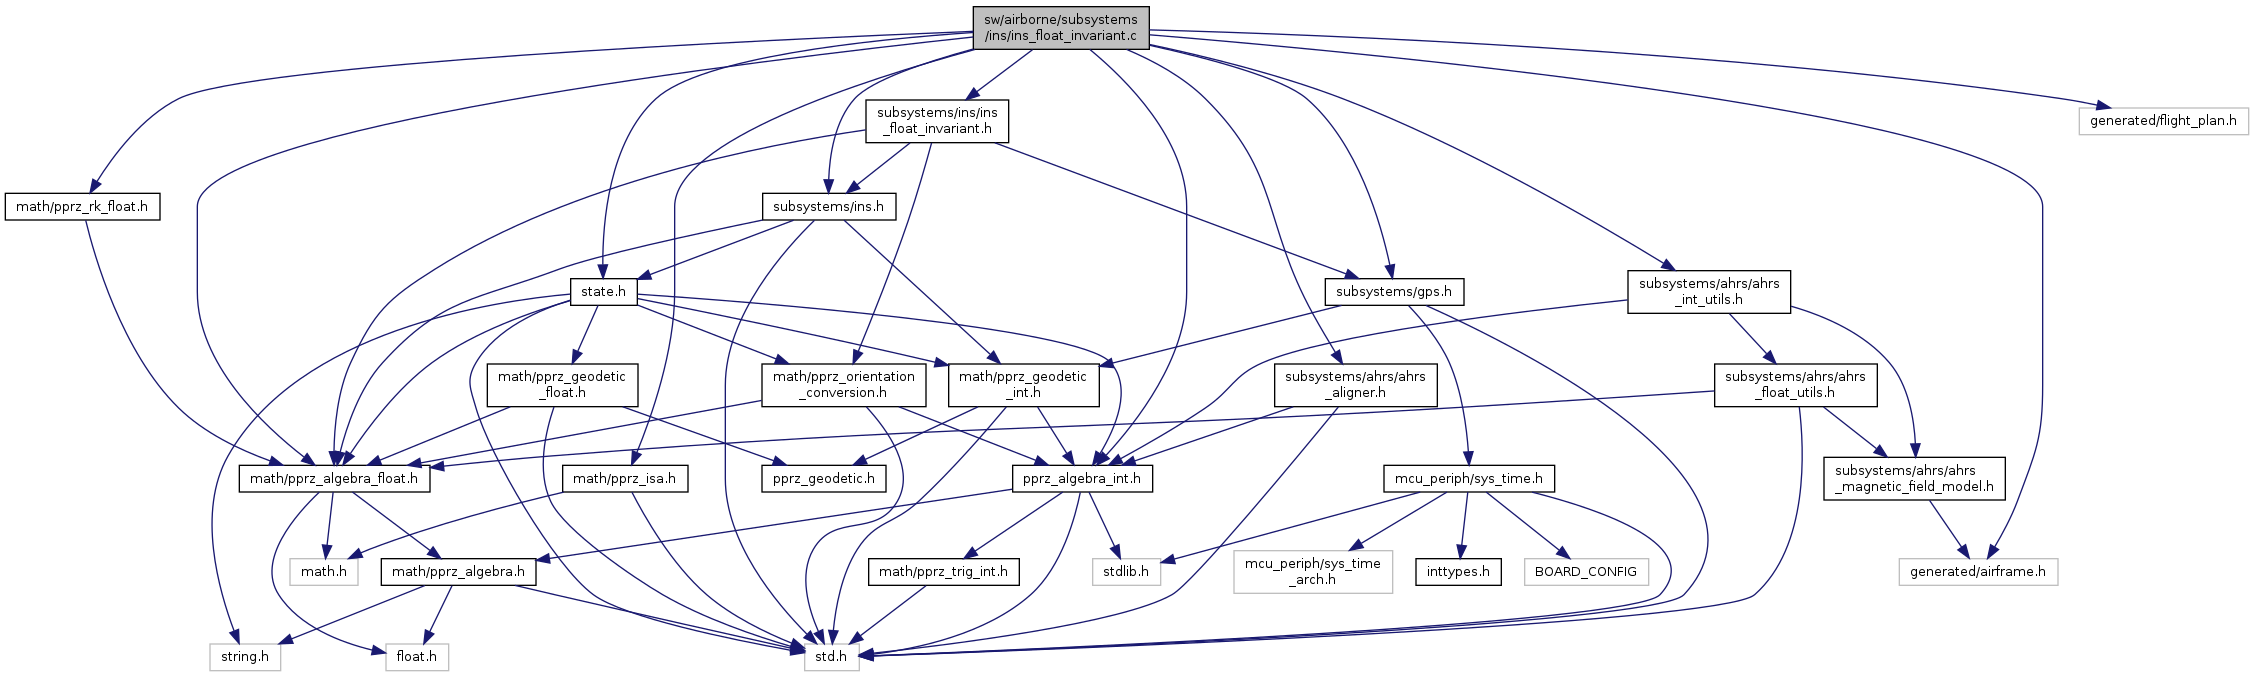 sw/airborne/subsystems
/ins/ins_float_invariant.c
subsystems/ins/ins
_float_invariant.h
generated/flight_plan.h
math/pprz_rk_float.h
subsystems/ins.h
state.h
subsystems/gps.h
subsystems/ahrs/ahrs
_int_utils.h
math/pprz_geodetic
_float.h
math/pprz_orientation
_conversion.h
math/pprz_geodetic
_int.h
subsystems/ahrs/ahrs
_aligner.h
subsystems/ahrs/ahrs
_float_utils.h
math/pprz_algebra_float.h
math/pprz_isa.h
pprz_geodetic.h
pprz_algebra_int.h
mcu_periph/sys_time.h
subsystems/ahrs/ahrs
_magnetic_field_model.h
math.h
math/pprz_algebra.h
math/pprz_trig_int.h
stdlib.h
mcu_periph/sys_time
_arch.h
inttypes.h
BOARD_CONFIG
generated/airframe.h
string.h
float.h
std.h